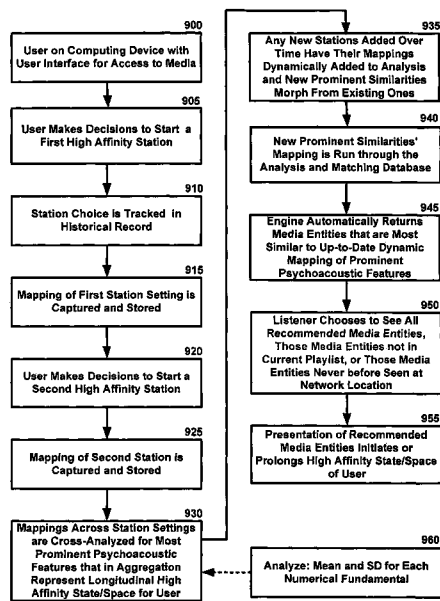 900
User on Computing Device with
User Interface for Access to Media
905
User Makes Decisions to Start a
First High Affinity Station
910
Station Choice is Tracked in
Historical Record
915
Mapping of First Station Setting is
Captured and Stored
920
User Makes Decisions to Start a
Second High Affinity Station
925
Mapping of Second Station is
Captured and Stored
930
Mappings Across Station Settings
are Cross-Analyzed for Most
Prominent Psychoacoustic
Features that in Aggregation
Represent Longitudinal High
Affinity State/Space for User
935
Any New Stations Added Over
Time Have Their Mappings
Dynamically Added to Analysis
and New Prominent Similarities
Morph From Existing Ones
940
New Prominent Similarities'
Mapping is Run through the
Analysis and Matching Database
945
Engine Automatically Returns
Media Entities that are Most
Similar to Up-to-Date Dynamic
Mapping of Prominent
Psychoacoustic Features
950
Listener Chooses to See All
Recommended Media Entities,
Those Media Entities not in
Current Playlist, or Those Media
Entities Never before Seen at
Network Location
955
Presentation of Recommended
Media Entities Initiates or
Prolongs High Affinity State/Space
of User
960
Analyze: Mean and SD for Each
Numerical Fundamental